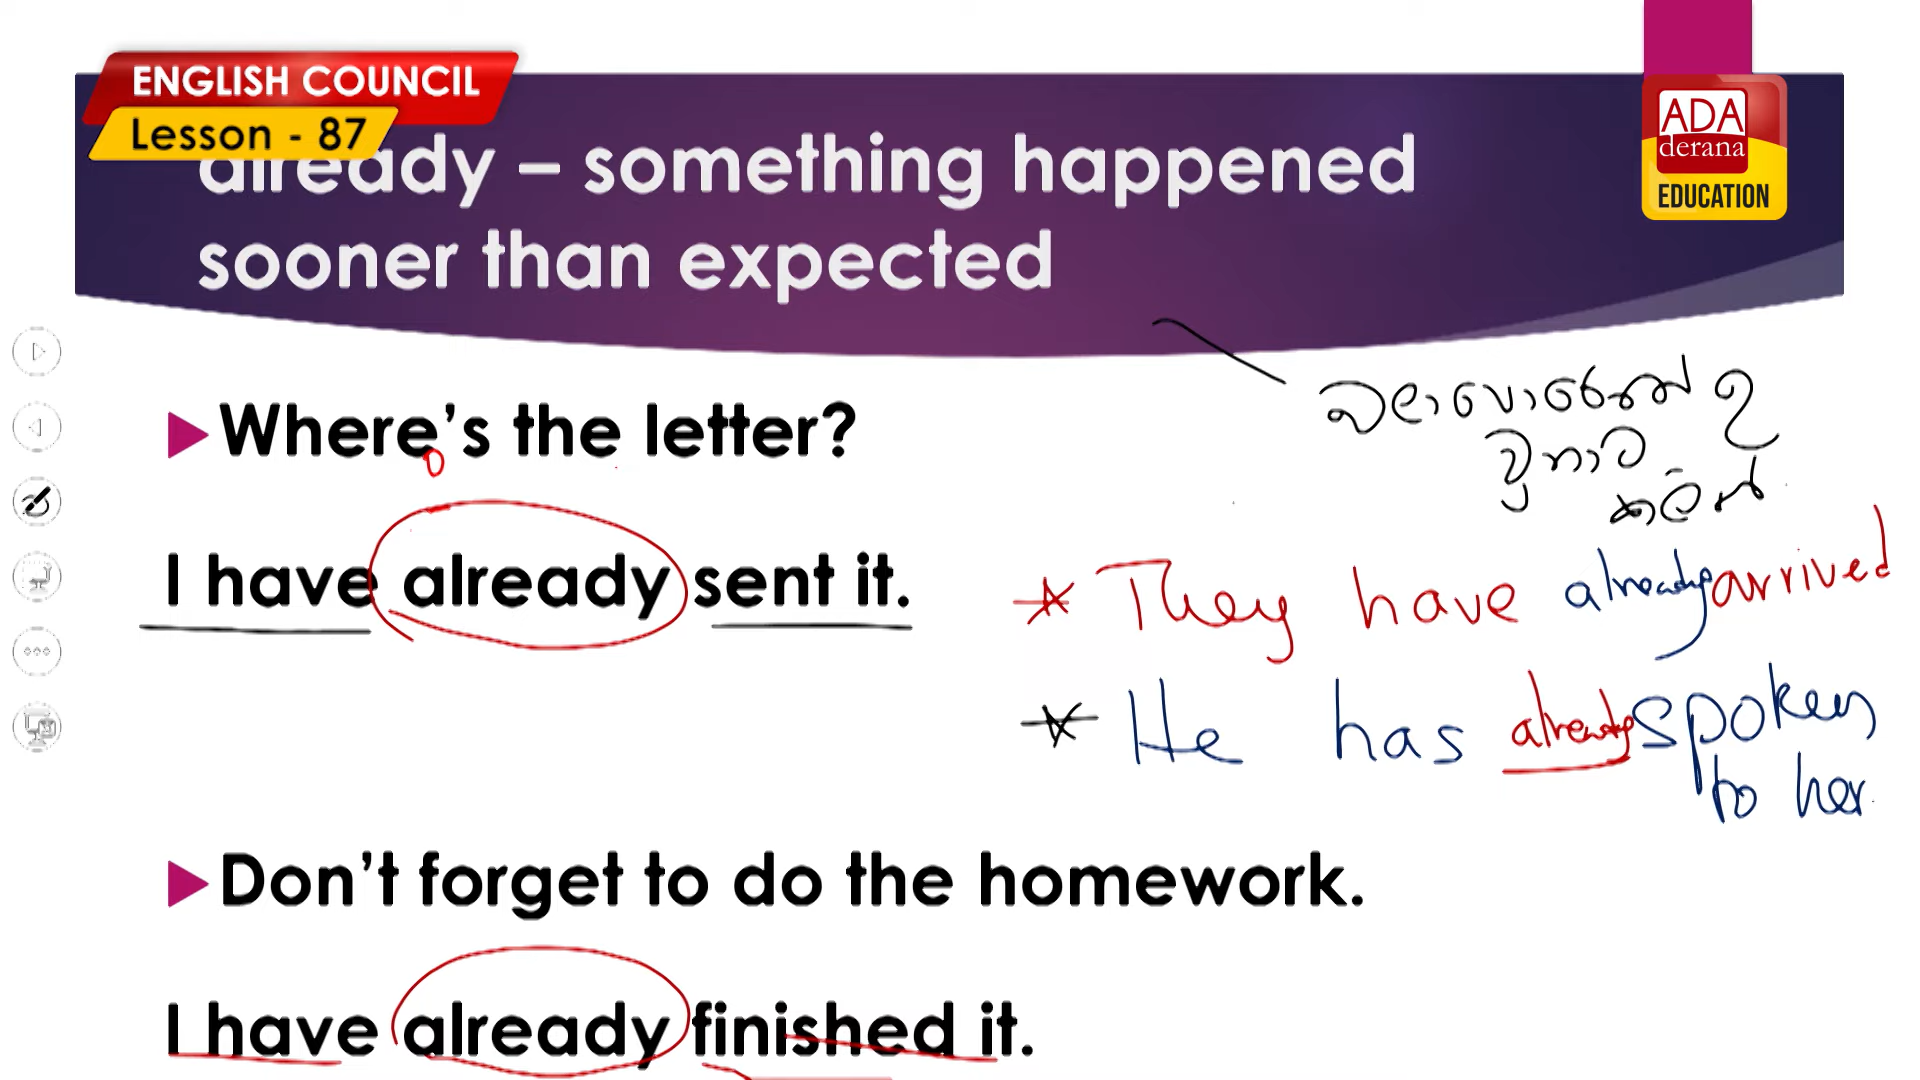 ENGLISH COUNCIL
Lesson - 87
ADA
derana
EDUCATION
already – something happened
sooner than expected
Where's the letter?
I have already sent it.
They have already arrived
He has already spoken
to her
Don't forget to do the homework.
I have already finished it.